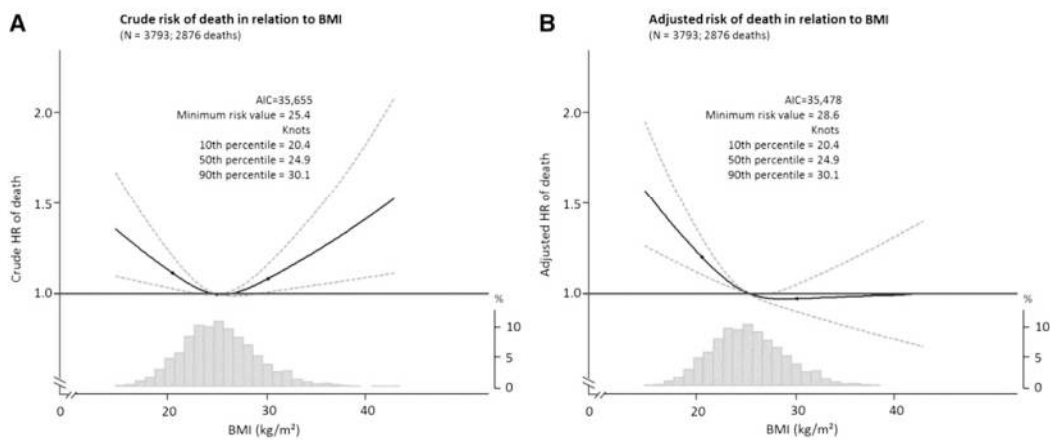 A
Crude risk of death in relation to BMI
(N = 3793; 2876 deaths)
AIC=35,655
Minimum risk value = 25.4
Knots
10th percentile = 20.4
50th percentile = 24.9
90th percentile = 30.1
Crude HR of death
2.0
1.5
1.0
%
10
5
0
0
20
30
40
BMI (kg/m²)
B
Adjusted risk of death in relation to BMI
(N = 3793; 2876 deaths)
AIC=35,478
Minimum risk value = 28.6
Knots
10th percentile = 20.4
50th percentile = 24.9
90th percentile = 30.1
Adjusted HR of death
2.0
1.5
1.0
%
10
5
0
0
20
30
40
BMI (kg/m²)